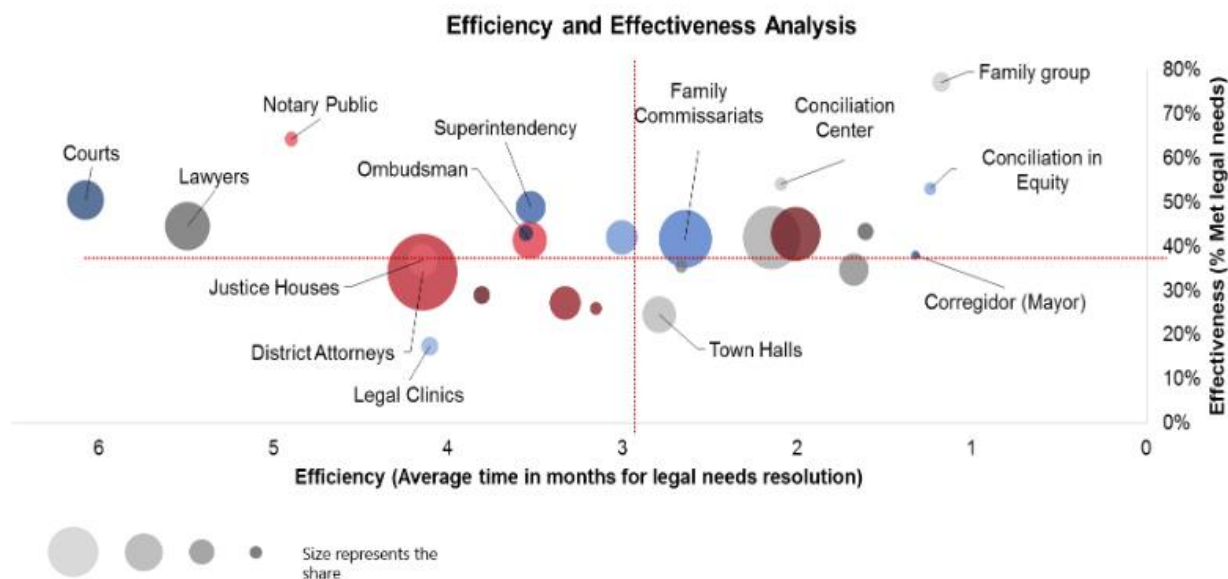 Efficiency and Effectiveness Analysis
80%
Family group
Notary Public
Family
Commissariats
Conciliation
Center
70%
Superintendency
Courts
Lawyers
Ombudsman
Conciliation in
Equity
60%
50%
40%
Justice Houses
Corregidor (Mayor)
30%
District Attorneys
Town Halls
20%
Legal Clinics
10%
0%
Effectiveness (% Met legal needs)
6
5
4
3
2
1
0
Efficiency (Average time in months for legal needs resolution)
Size represents the
share